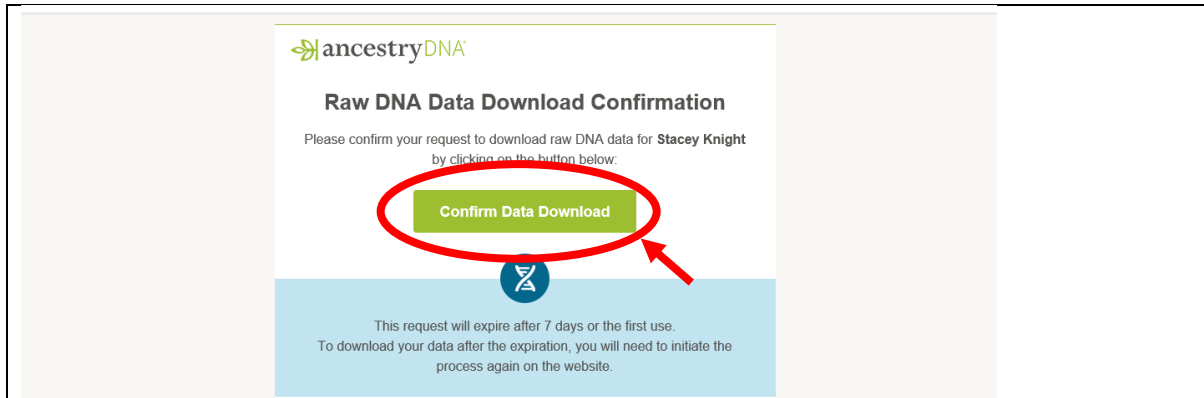 ancestryDNA®
Raw DNA Data Download Confirmation
Please confirm your request to download raw DNA data for Stacey Knight
by clicking on the button below:
Confirm Data Download
This request will expire after 7 days or the first use.
To download your data after the expiration, you will need to initiate the
process again on the website.